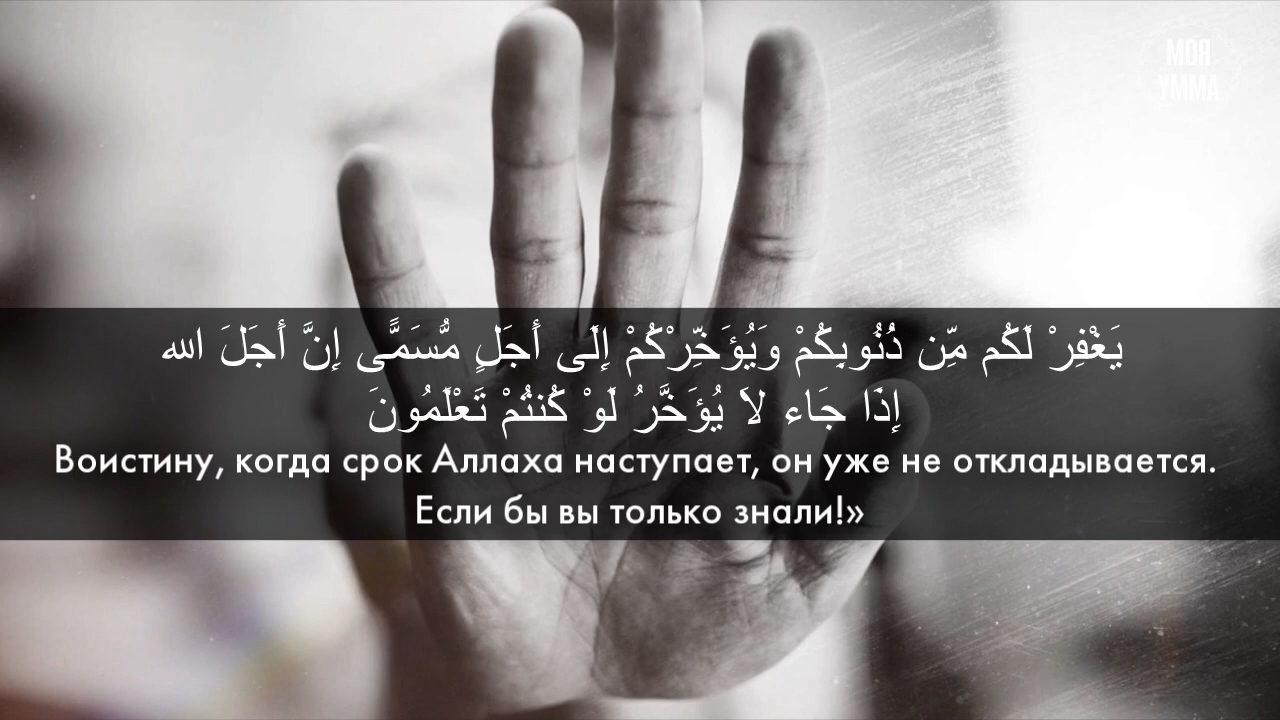 МОЯ
УММА
يَغْفِرْ لَكُم مِّن ذُنُوبِكُمْ وَيُؤَخِّرْكُمْ إِلَى أَجَلٍ مُّسَمًّى إِنَّ أَجَلَ الله
إِذَا جَاء لَا يُؤَخَّرُ لَوْ كُنتُمْ تَعْلَمُونَ
Воистину, когда срок Аллаха наступает, он уже не откладывается.
Если бы вы только знали!»